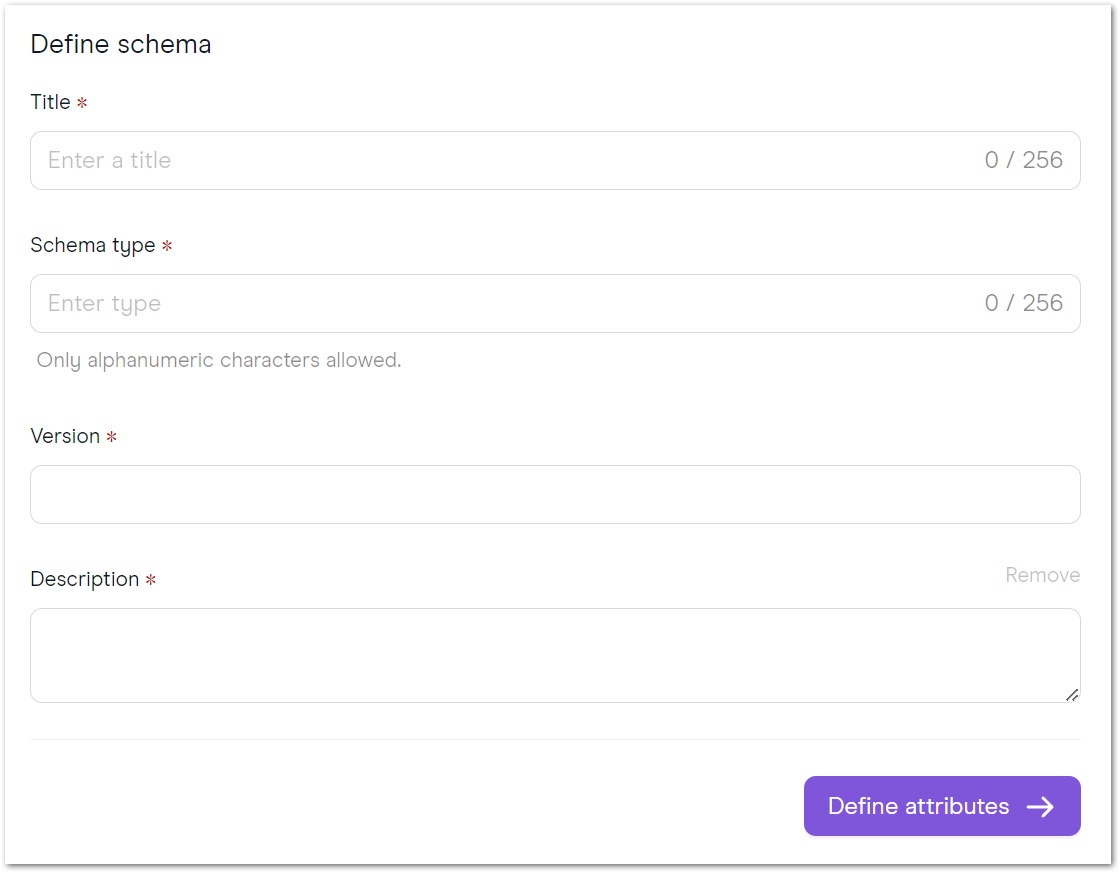 Define schema
Title *
Enter a title 0 / 256
Schema type *
Enter type 0 / 256
Only alphanumeric characters allowed.
Version *
Description * Remove
Define attributes →